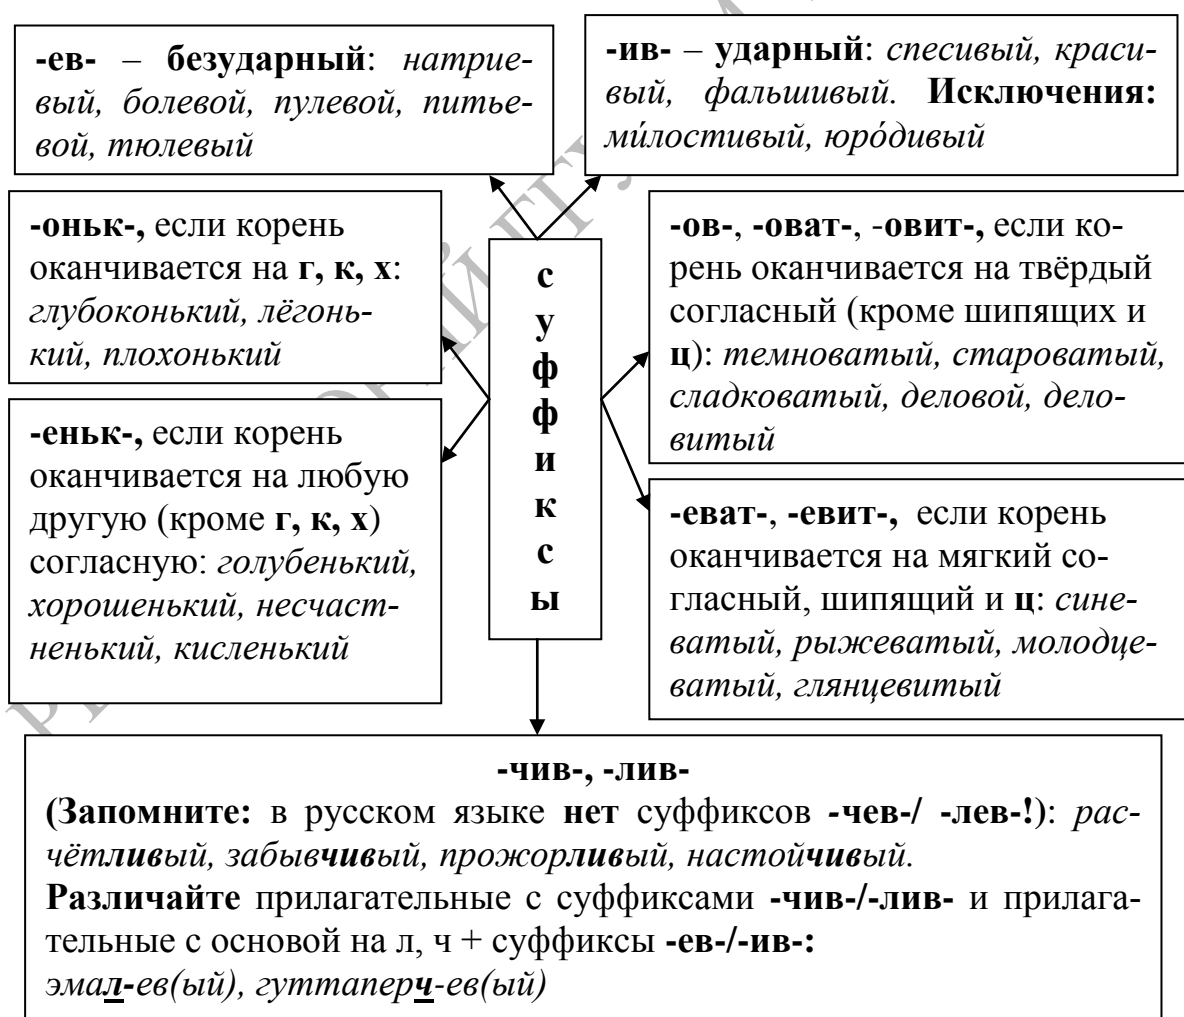 -ев- – безударный: натрие-
вый, болевой, пулевой, питье-
вой, тюлевый
-ив- – ударный: спесивый, краси-
вый, фальшивый. Исключения:
ми́лостивый, юро́дивый
-оньк-, если корень
оканчивается на г, к, х:
глубоконький, лёгонь-
кий, плохонький
-еньк-, если корень
оканчивается на любую
другую (кроме г, к, х)
согласную: голубенький,
хорошенький, несчаст-
ненький, кисленький
с
у
ф
ф
и
к
с
ы
-ов-, -оват-, -овит-, если ко-
рень оканчивается на твёрдый
согласный (кроме шипящих и
ц): темноватый, староватый,
сладковатый, деловой, дело-
витый
-еват-, -евит-, если корень
оканчивается на мягкий со-
гласный, шипящий и ц: сине-
ватый, рыжеватый, молодце-
ватый, глянцевитый
-чив-, -лив-
(Запомните: в русском языке нет суффиксов -чев-/ -лев-!): рас-
чётливый, забывчивый, прожорливый, настойчивый.
Различайте прилагательные с суффиксами -чив-/-лив- и прилага-
тельные с основой на л, ч + суффиксы -ев-/-ив-:
эмал-ев(ый), гуттаперч-ев(ый)